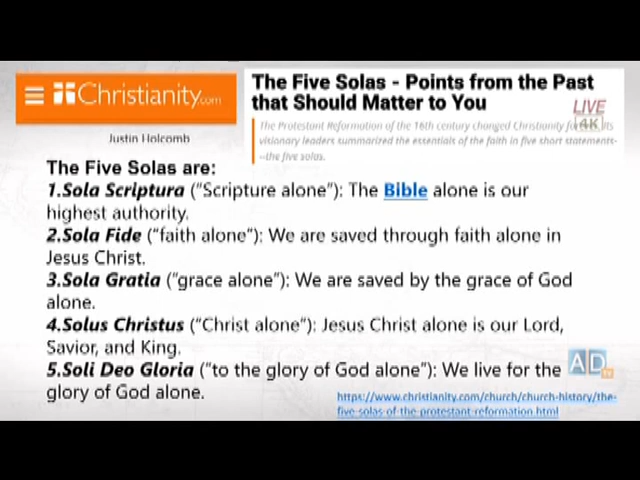 Christianity.com
Justin Holcomb
The Five Solas - Points from the Past
that Should Matter to You
LIVE
4K
The Protestant Reformation of the 16th century changed Christianity
visionary leaders summarized the essentials of the faith in five short statements-
--the five solas.
The Five Solas are:
1.Sola Scriptura ("Scripture alone"): The Bible alone is our
highest authority.
2.Sola Fide ("faith alone"): We are saved through faith alone in
Jesus Christ.
3.Sola Gratia ("grace alone"): We are saved by the grace of God
alone.
4.Solus Christus ("Christ alone"): Jesus Christ alone is our Lord,
Savior, and King.
5.Soli Deo Gloria ("to the glory of God alone"): We live for the
glory of God alone.
AD
TV
https://www.christianity.com/church/church-history/the-
five-solas-of-the-protestant-reformation.html